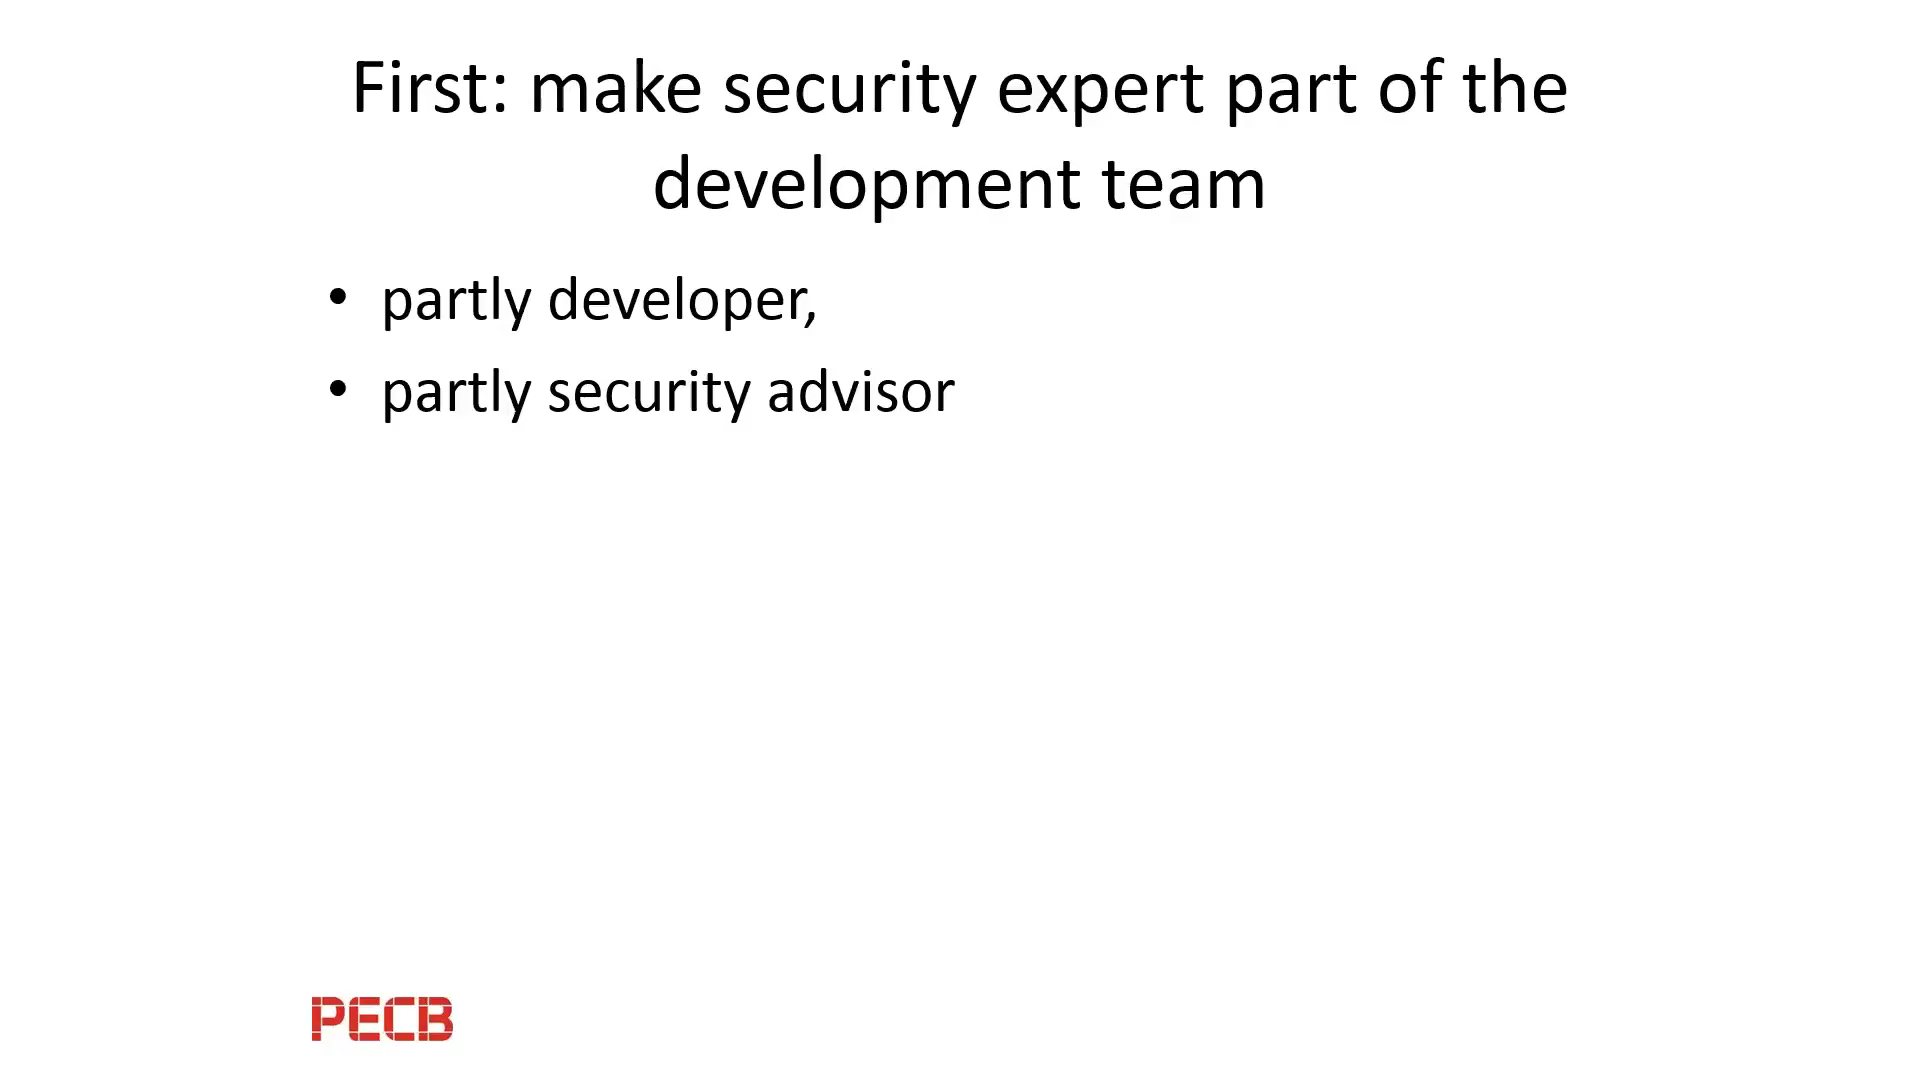 First: make security expert part of the
development team
• partly developer,
• partly security advisor
PECB